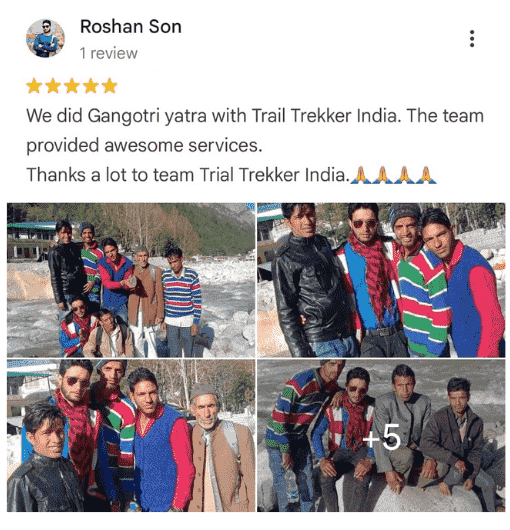 Roshan Son
1 review
We did Gangotri yatra with Trail Trekker India. The team
provided awesome services.
Thanks a lot to team Trial Trekker India.🙏🙏🙏🙏
+5